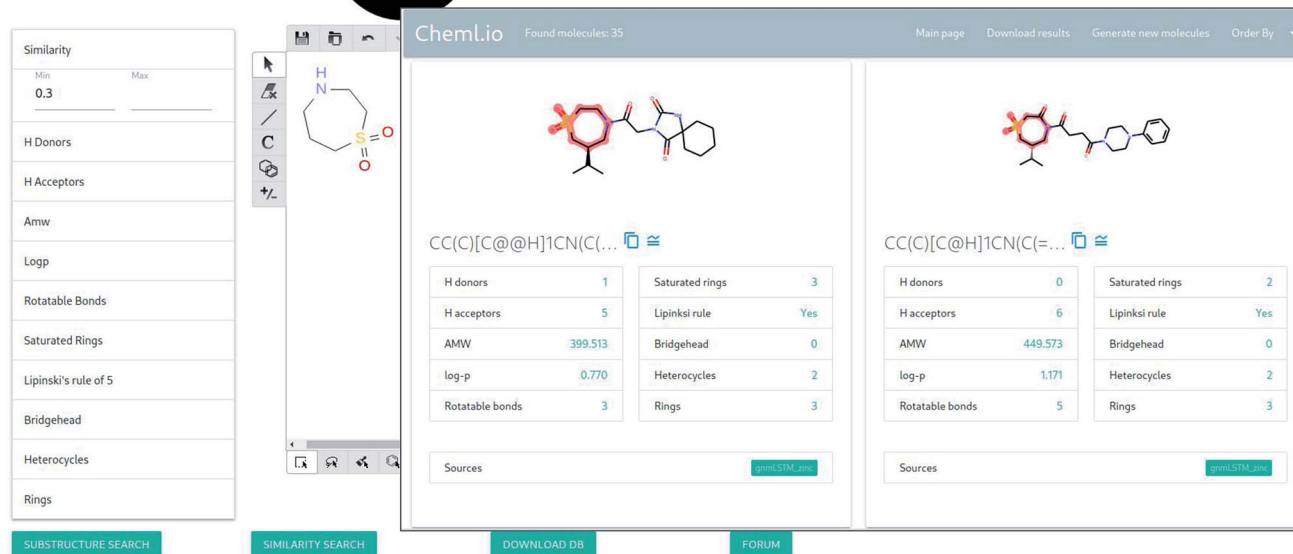 Similarity
Min Max
0.3
H Donors
H Acceptors
Amw
Logp
Rotatable Bonds
Saturated Rings
Lipinski's rule of 5
Bridgehead
Heterocycles
Rings
SUBSTRUCTURE SEARCH SIMILARITY SEARCH DOWNLOAD DB FORUM
C
+/-
H
N
S
O
O
Cheml.io Found molecules: 35 Main page Download results Generate new molecules Order By
CC(C)[C@@H]1CN(C(...
H donors 1 Saturated rings 3
H acceptors 5 Lipinksi rule Yes
AMW 399.513 Bridgehead 0
log-p 0.770 Heterocycles 2
Rotatable bonds 3 Rings 3
Sources gnmLSTM_zinc
CC(C)[C@H]1CN(C(=...
H donors 0 Saturated rings 2
H acceptors 6 Lipinksi rule Yes
AMW 449.573 Bridgehead 0
log-p 1.171 Heterocycles 2
Rotatable bonds 5 Rings 3
Sources gnmLSTM_zinc